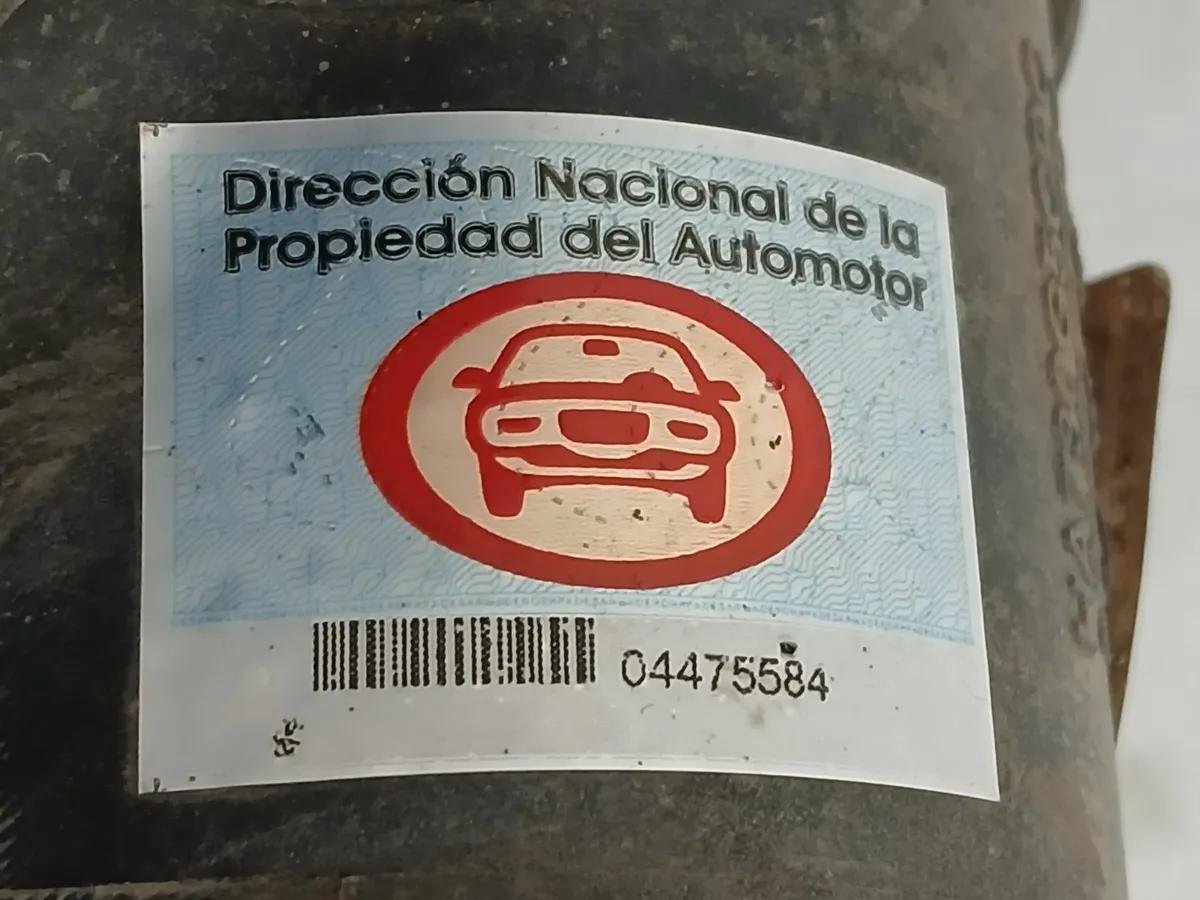 Dirección Nacional de la
Propiedad del Automotor
04475584